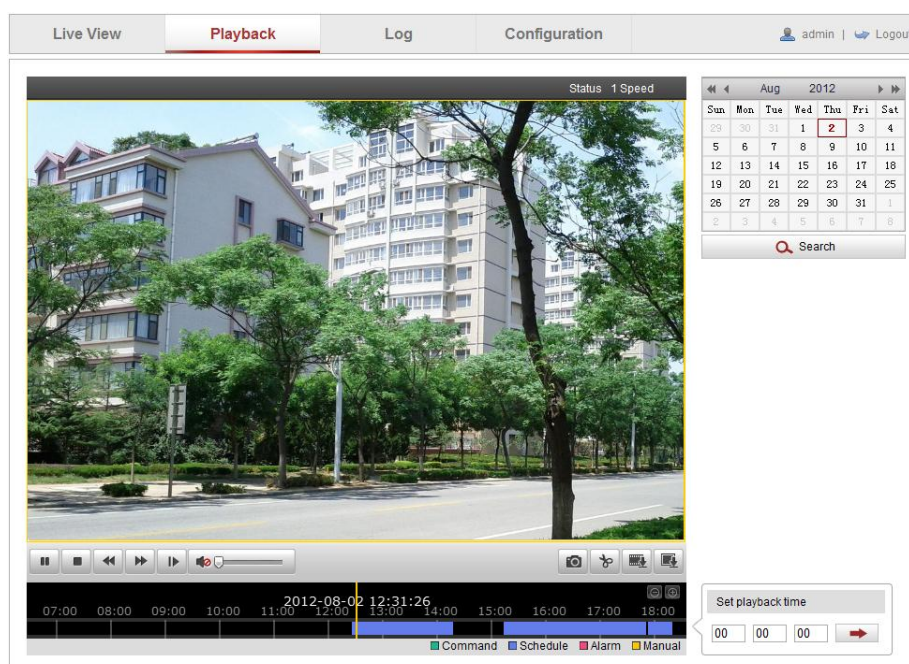 Live View Playback Log Configuration admin | Logou
Status 1 Speed
Aug 2012
Sun Mon Tue Wed Thu Fri Sat
29 30 31 1 2 3 4
5 6 7 8 9 10 11
12 13 14 15 16 17 18
19 20 21 22 23 24 25
26 27 28 29 30 31 1
2 3 4 5 6 7 8
Search
2012-08-02 12:31:26
07:00 08:00 09:00 10:00 11:00 12:00 13:00 14:00 15:00 16:00 17:00 18:00
Command Schedule Alarm Manual
Set playback time
00 00 00